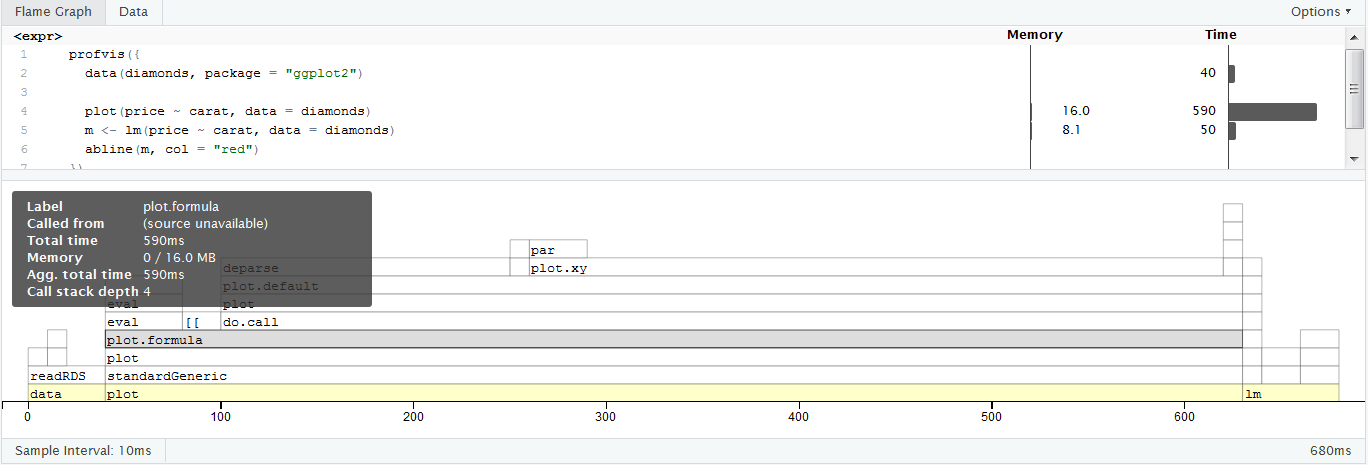 Flame Graph Data Options ▼
<expr> Memory Time
1 profvis({
2 data(diamonds, package = "ggplot2") 40
3
4 plot(price ~ carat, data = diamonds) 16.0 590
5 m <- lm(price ~ carat, data = diamonds) 8.1 50
6 abline(m, col = "red")
7 })
Label plot.formula
Called from (source unavailable)
Total time 590ms
Memory 0 / 16.0 MB
Agg. total time 590ms
Call stack depth 4
par
deparse plot.xy
plot.default
eval plot
eval [[ do.call
plot.formula
plot
readRDS standardGeneric
data plot lm
0 100 200 300 400 500 600
Sample Interval: 10ms 680ms